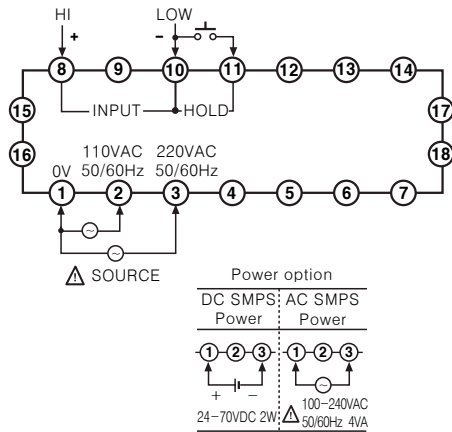 HI
LOW
+
-
8 9 10 11 12 13 14
INPUT
HOLD
15
17
16
18
110VAC 220VAC
0V 50/60Hz 50/60Hz
1 2 3 4 5 6 7
~
~
⚠ SOURCE
Power option
DC SMPS AC SMPS
Power Power
1 2 3 1 2 3
+ − ~
24-70VDC 2W ⚠ 100-240VAC
50/60Hz 4VA